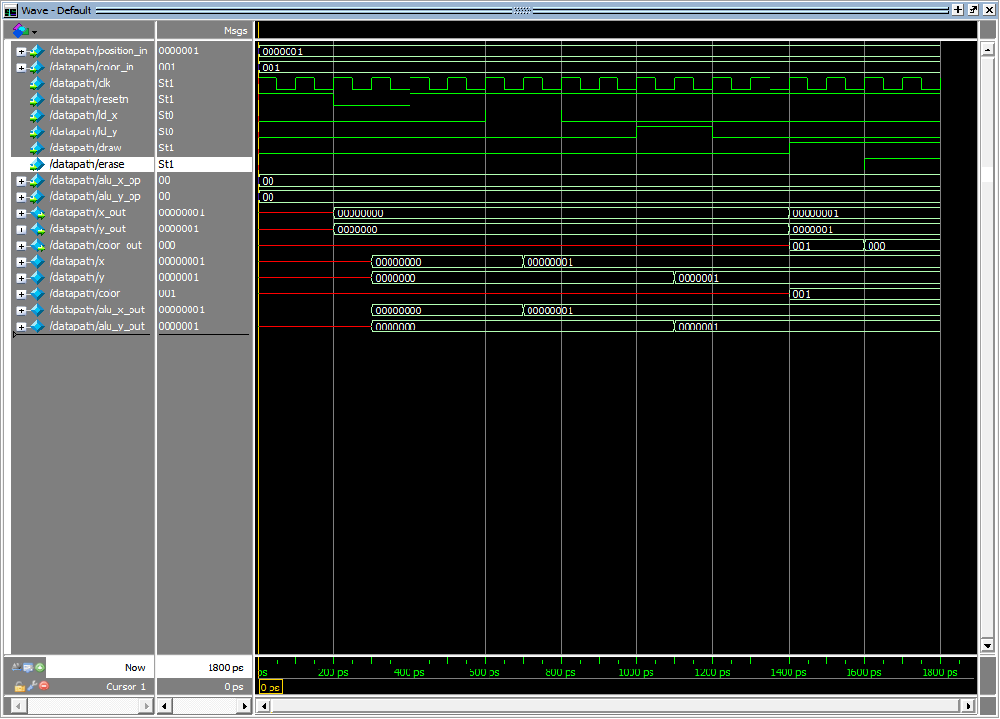 Wave - Default
Msgs
/datapath/position_in 0000001 0000001
/datapath/color_in 001 001
/datapath/clk St1
/datapath/resetn St1
/datapath/ld_x St0
/datapath/ld_y St0
/datapath/draw St1
/datapath/erase St1
/datapath/alu_x_op 00 00
/datapath/alu_y_op 00 00
/datapath/x_out 00000001 00000000 00000001
/datapath/y_out 0000001 0000000 0000001
/datapath/color_out 000 001 000
/datapath/x 00000001 00000000 00000001
/datapath/y 0000001 0000000 0000001
/datapath/color 001 001
/datapath/alu_x_out 00000001 00000000 00000001
/datapath/alu_y_out 0000001 0000000 0000001
Now 1800 ps ps 200 ps 400 ps 600 ps 800 ps 1000 ps 1200 ps 1400 ps 1600 ps 1800 ps
Cursor 1 0 ps 0 ps